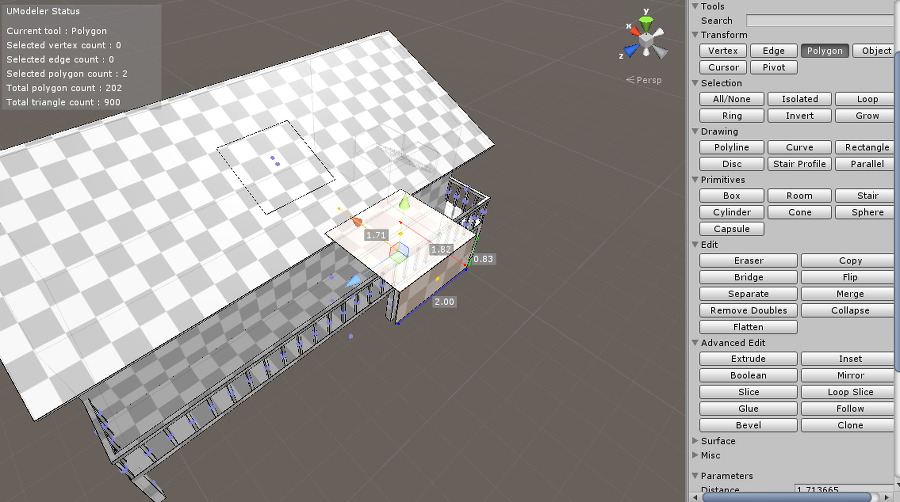 UModeler Status
Current tool : Polygon
Selected vertex count : 0
Selected edge count : 0
Selected polygon count : 2
Total polygon count : 202
Total triangle count : 900
y
x
z
Persp
1.71
1.82
0.83
2.00
Tools
Search
Transform
Vertex Edge Polygon Object
Cursor Pivot
Selection
All/None Isolated Loop
Ring Invert Grow
Drawing
Polyline Curve Rectangle
Disc Stair Profile Parallel
Primitives
Box Room Stair
Cylinder Cone Sphere
Capsule
Edit
Eraser Copy
Bridge Flip
Separate Merge
Remove Doubles Collapse
Flatten
Advanced Edit
Extrude Inset
Boolean Mirror
Slice Loop Slice
Glue Follow
Bevel Clone
Surface
Misc
Parameters
Distance 1.713665